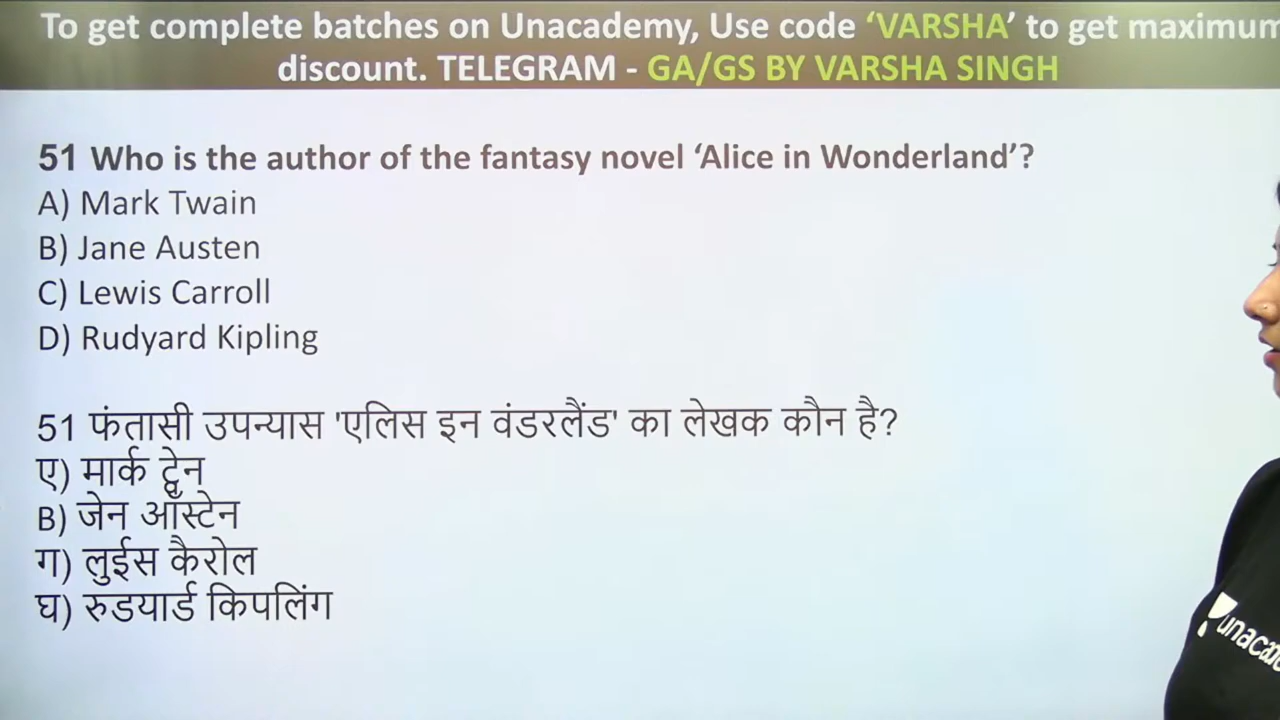 To get complete batches on Unacademy, Use code ‘VARSHA’ to get maximum
discount. TELEGRAM - GA/GS BY VARSHA SINGH
51 Who is the author of the fantasy novel ‘Alice in Wonderland’?
A) Mark Twain
B) Jane Austen
C) Lewis Carroll
D) Rudyard Kipling
51 फंतासी उपन्यास 'एलिस इन वंडरलैंड' का लेखक कौन है?
ए) मार्क ट्वेन
B) जेन ऑस्टेन
ग) लुईस कैरोल
घ) रुडयार्ड किपलिंग